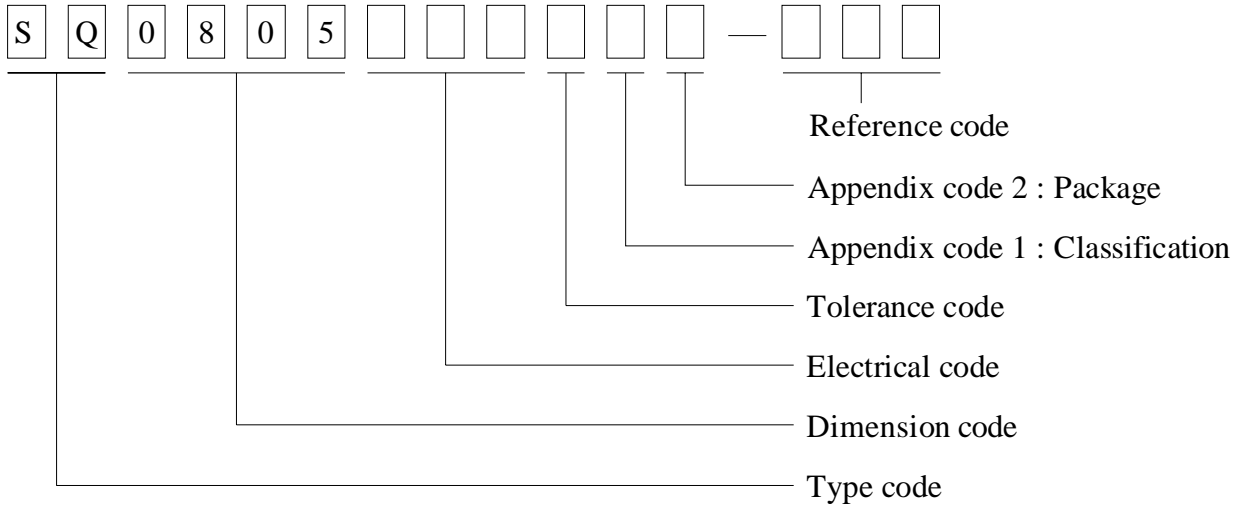 S Q 0 8 0 5 —
Reference code
Appendix code 2 : Package
Appendix code 1 : Classification
Tolerance code
Electrical code
Dimension code
Type code